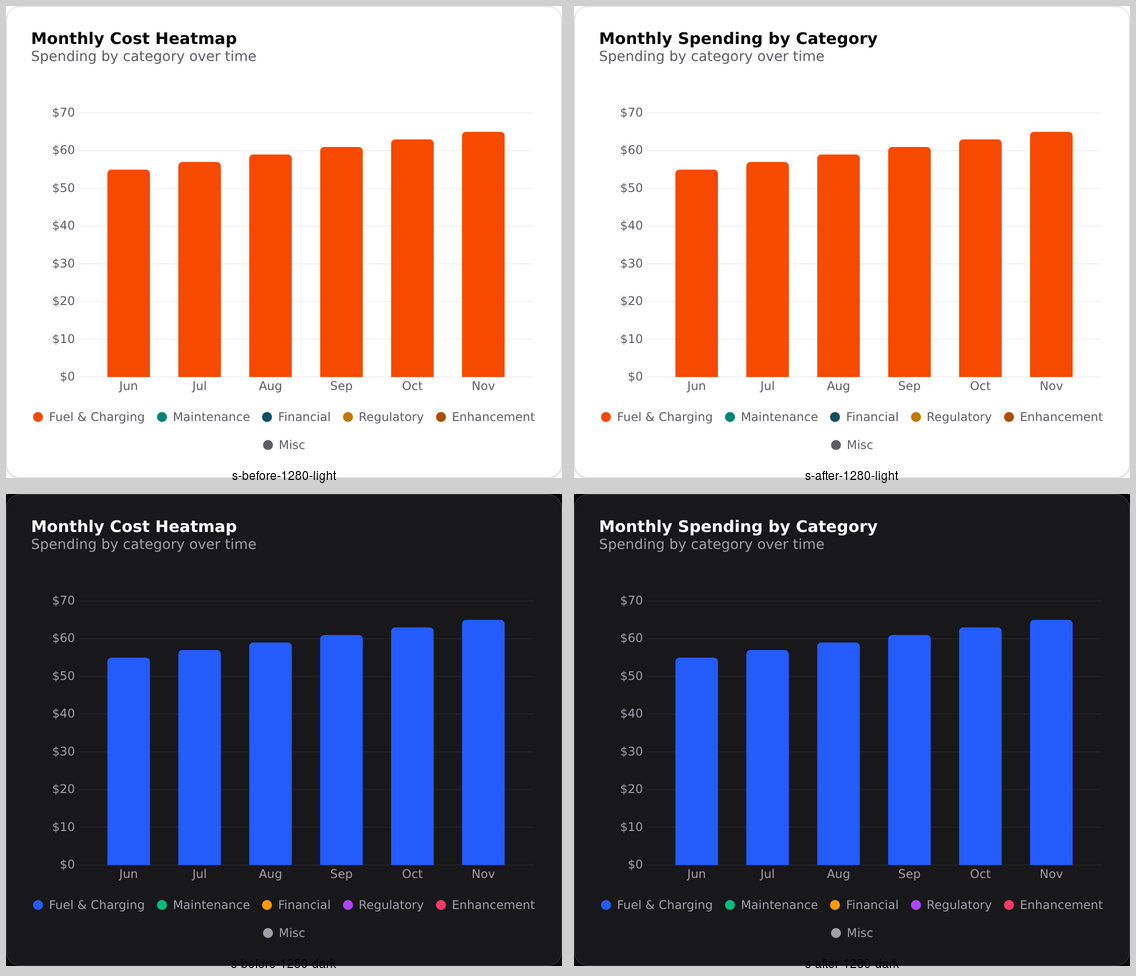 Monthly Cost Heatmap
Spending by category over time
$70
$60
$50
$40
$30
$20
$10
$0
Jun Jul Aug Sep Oct Nov
Fuel & Charging Maintenance Financial Regulatory Enhancement
Misc
s-before-1280-light
Monthly Spending by Category
Spending by category over time
$70
$60
$50
$40
$30
$20
$10
$0
Jun Jul Aug Sep Oct Nov
Fuel & Charging Maintenance Financial Regulatory Enhancement
Misc
s-after-1280-light
Monthly Cost Heatmap
Spending by category over time
$70
$60
$50
$40
$30
$20
$10
$0
Jun Jul Aug Sep Oct Nov
Fuel & Charging Maintenance Financial Regulatory Enhancement
Misc
s-before-1280-dark
Monthly Spending by Category
Spending by category over time
$70
$60
$50
$40
$30
$20
$10
$0
Jun Jul Aug Sep Oct Nov
Fuel & Charging Maintenance Financial Regulatory Enhancement
Misc
s-after-1280-dark